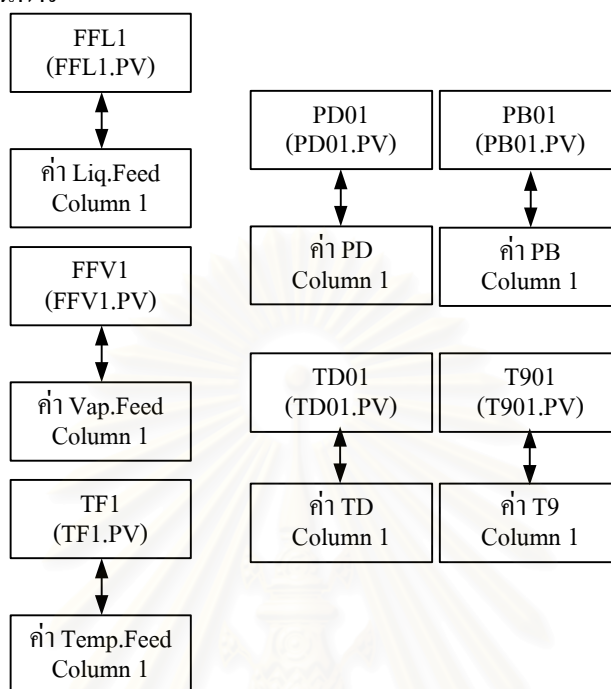 FFL1
(FFL1.PV)
ค่า Liq.Feed
Column 1
FFV1
(FFV1.PV)
ค่า Vap.Feed
Column 1
TF1
(TF1.PV)
ค่า Temp.Feed
Column 1
PD01
(PD01.PV)
ค่า PD
Column 1
PB01
(PB01.PV)
ค่า PB
Column 1
TD01
(TD01.PV)
ค่า TD
Column 1
T901
(T901.PV)
ค่า T9
Column 1